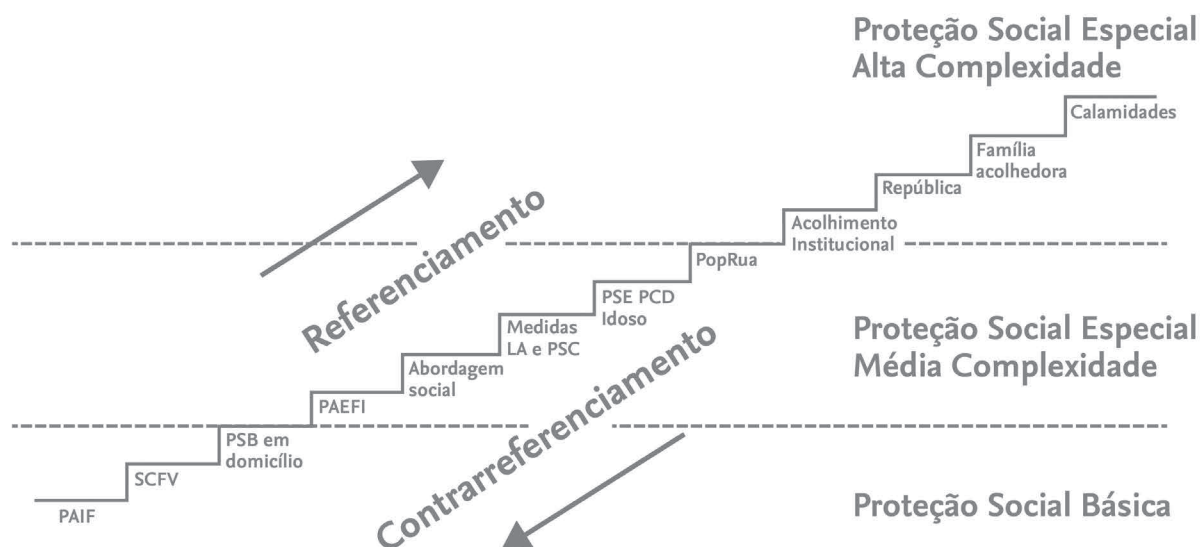 Proteção Social Especial
Alta Complexidade
Calamidades
Família
acolhedora
República
Acolhimento
Institucional
Referenciamento
PopRua
PSE PCD
Idoso
Medidas
LA e PSC
Proteção Social Especial
Média Complexidade
Abordagem
social
PAEFI
Contrarreferenciamento
PSB em
domicílio
SCFV
PAIF
Proteção Social Básica